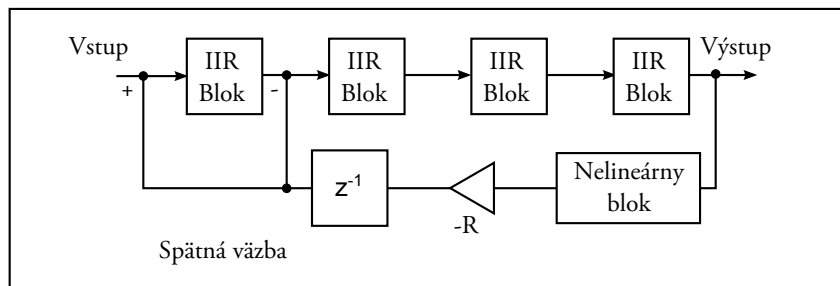 Vstup
Výstup
IIR
Blok
IIR
Blok
IIR
Blok
IIR
Blok
+
-
z-1
-R
Nelineárny
blok
Spätná väzba